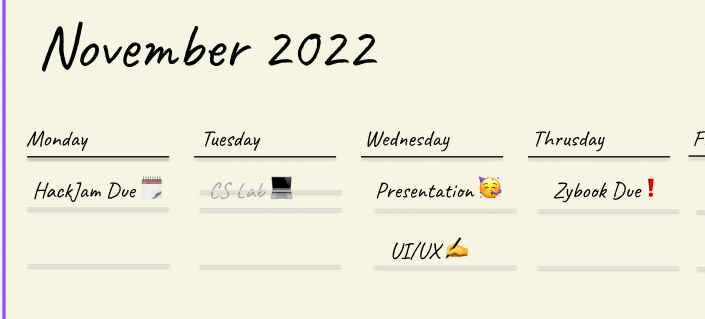 November 2022
Monday Tuesday Wednesday Thrusday
HackJam Due CS Lab Presentation Zybook Due❗
UI/UX